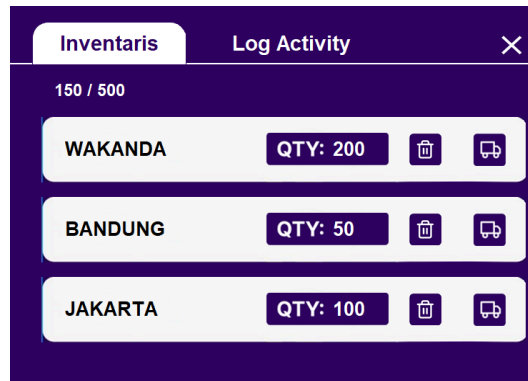 Inventaris Log Activity
150 / 500
WAKANDA QTY: 200
BANDUNG QTY: 50
JAKARTA QTY: 100